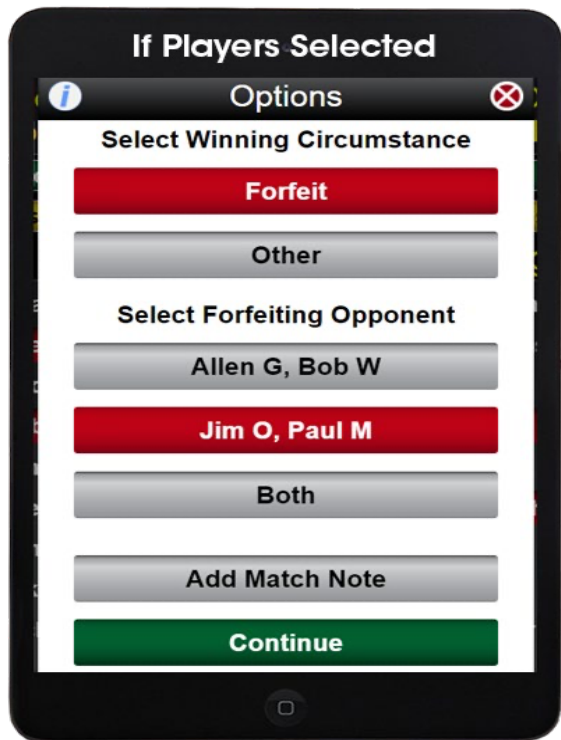 If Players Selected
i Options
Select Winning Circumstance
Forfeit
Other
Select Forfeiting Opponent
Allen G, Bob W
Jim O, Paul M
Both
Add Match Note
Continue